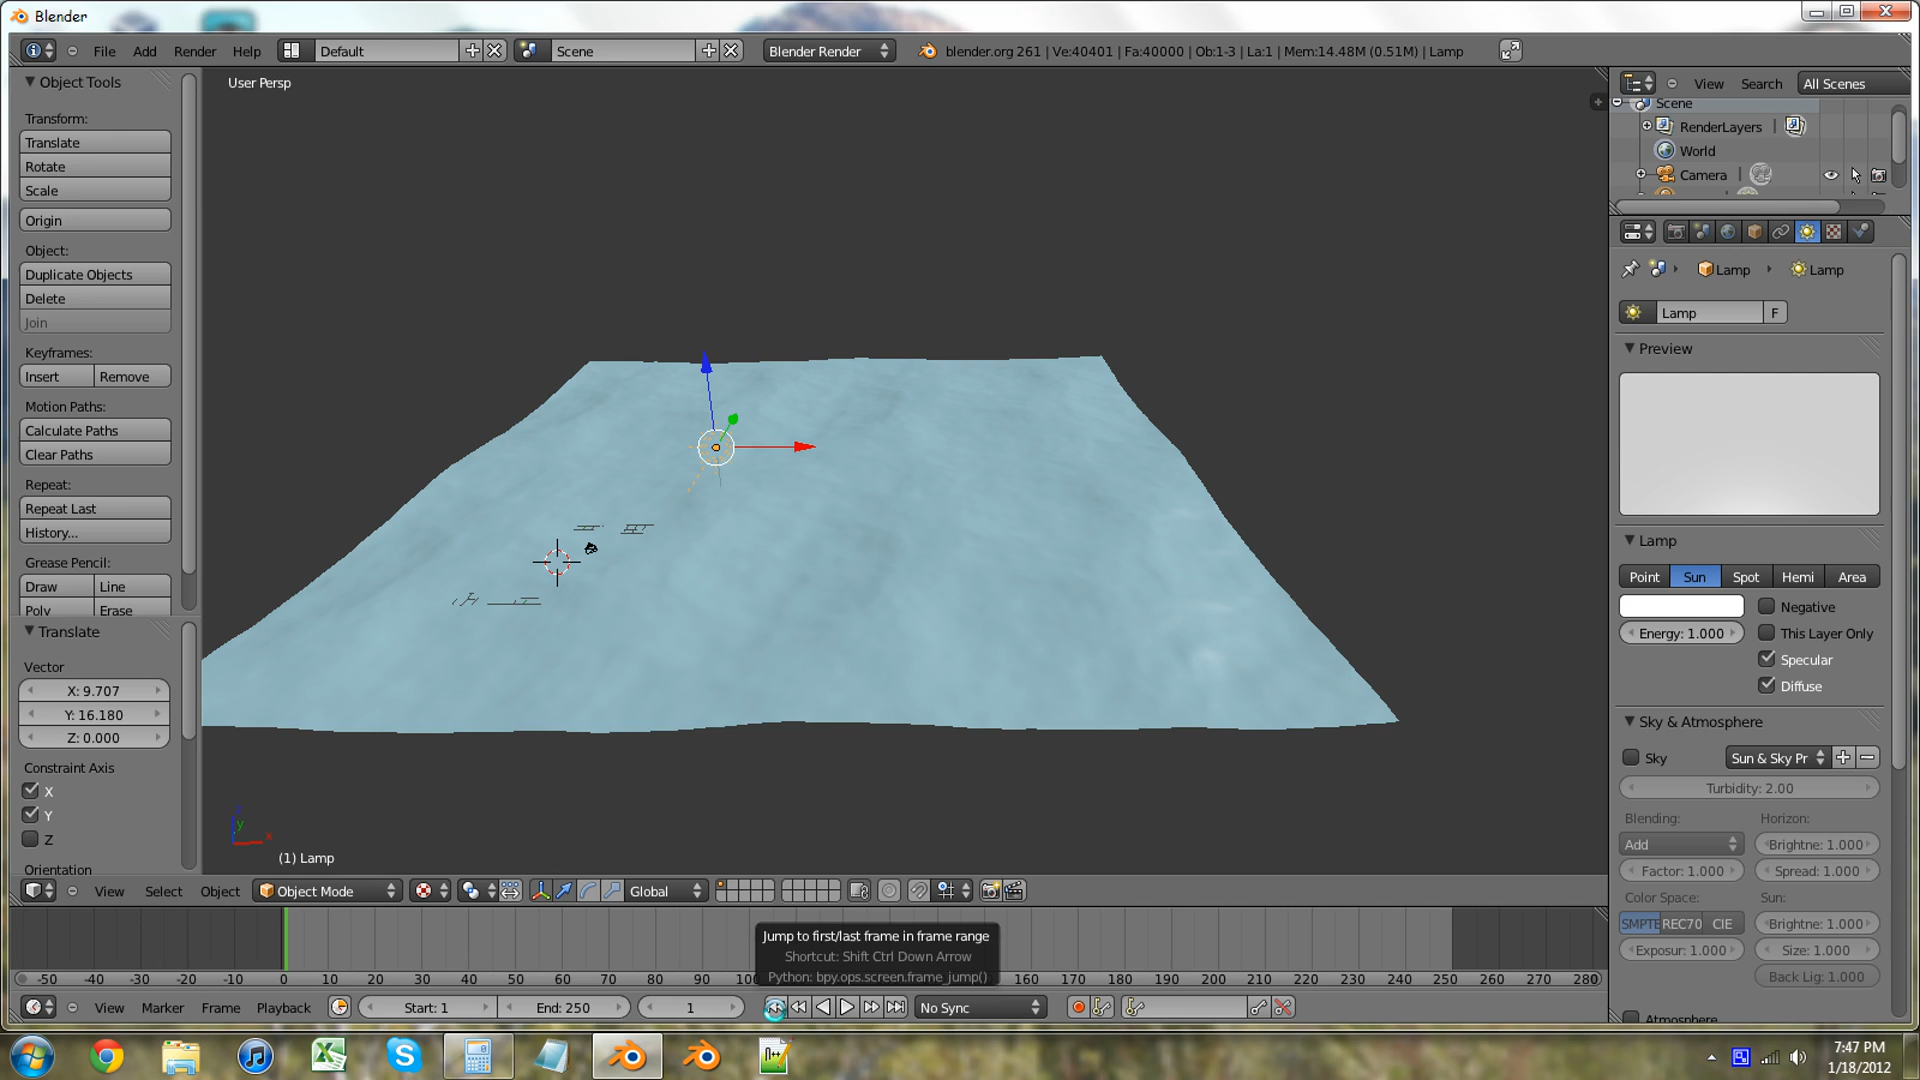 Blender
File Add Render Help Default Scene Blender Render blender.org 261 | Ve:40401 | Fa:40000 | Ob:1-3 | La:1 | Mem:14.48M (0.51M) | Lamp
Object Tools
Transform:
Translate
Rotate
Scale
Origin
Object:
Duplicate Objects
Delete
Join
Keyframes:
Insert Remove
Motion Paths:
Calculate Paths
Clear Paths
Repeat:
Repeat Last
History...
Grease Pencil:
Draw Line
Poly Erase
Translate
Vector
X: 9.707
Y: 16.180
Z: 0.000
Constraint Axis
X
Y
Z
Orientation
User Persp
y x
(1) Lamp
View Search All Scenes
Scene
RenderLayers |
World
Camera |
Lamp Lamp
Lamp F
Preview
Lamp
Point Sun Spot Hemi Area
Negative
Energy: 1.000 This Layer Only
Specular
Diffuse
Sky & Atmosphere
Sky Sun & Sky Pr
Turbidity: 2.00
Blending: Horizon:
Add Brightne: 1.000
Factor: 1.000 Spread: 1.000
Color Space: Sun:
SMPTE REC70 CIE Brightne: 1.000
Exposur: 1.000 Size: 1.000
Back Lig: 1.000
Atmosphere
View Select Object Object Mode Global
Jump to first/last frame in frame range
Shortcut: Shift Ctrl Down Arrow
Python: bpy.ops.screen.frame_jump()
-50 -40 -30 -20 -10 0 10 20 30 40 50 60 70 80 90 160 170 180 190 200 210 220 230 240 250 260 270 280
View Marker Frame Playback Start: 1 End: 250 1 No Sync
7:47 PM
1/18/2012